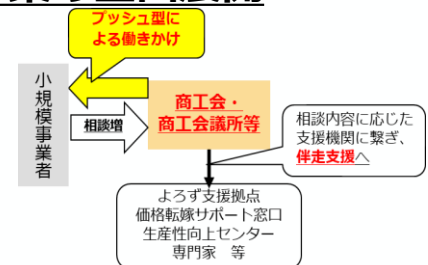 プッシュ型に
よる働きかけ
小規模事業者
相談増
商工会・
商工会議所等
相談内容に応じた
支援機関に繋ぎ、
伴走支援へ
よろず支援拠点
価格転嫁サポート窓口
生産性向上センター
専門家　等